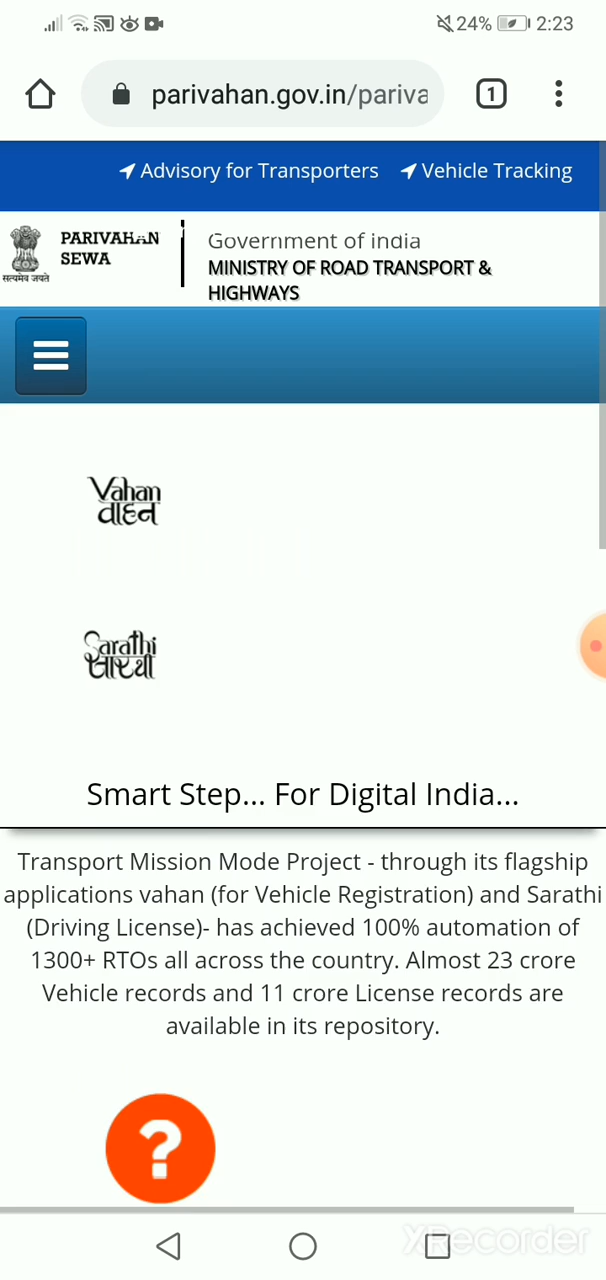 24% 2:23
parivahan.gov.in/pariva
1
Advisory for Transporters Vehicle Tracking
PARIVAHAN
SEWA
सत्यमेव जयते
Government of india
MINISTRY OF ROAD TRANSPORT &
HIGHWAYS
Vahan
वाहन
Sarathi
सारथी
Smart Step... For Digital India...
Transport Mission Mode Project - through its flagship
applications vahan (for Vehicle Registration) and Sarathi
(Driving License)- has achieved 100% automation of
1300+ RTOs all across the country. Almost 23 crore
Vehicle records and 11 crore License records are
available in its repository.
?
XRecorder